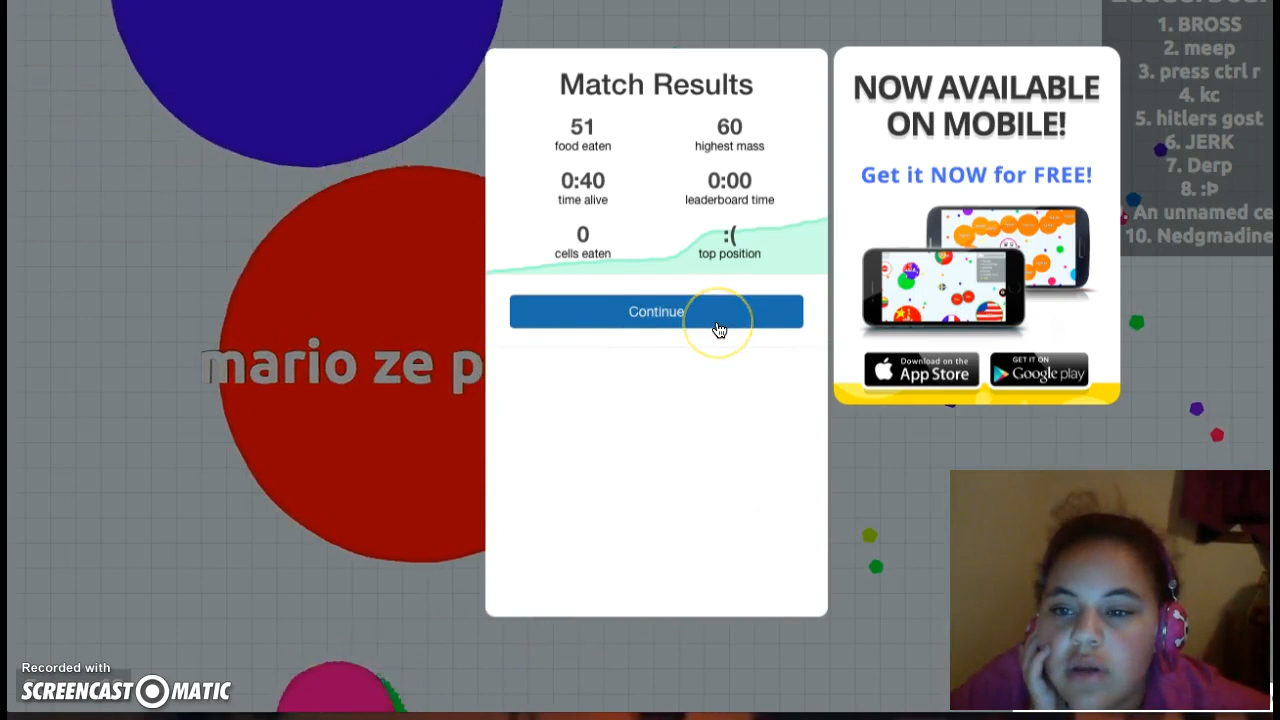 Match Results
51
food eaten
60
highest mass
0:40
time alive
0:00
leaderboard time
0
cells eaten
:(
top position
Continue
NOW AVAILABLE
ON MOBILE!
Get it NOW for FREE!
Download on the
App Store
GET IT ON
Google play
1. BROSS
2. meep
3. press ctrl r
4. kc
5. hitlers gost
6. JERK
7. Derp
8. :Þ
An unnamed ce
10. Nedgmadine
mario ze p
Recorded with
SCREENCAST MATIC